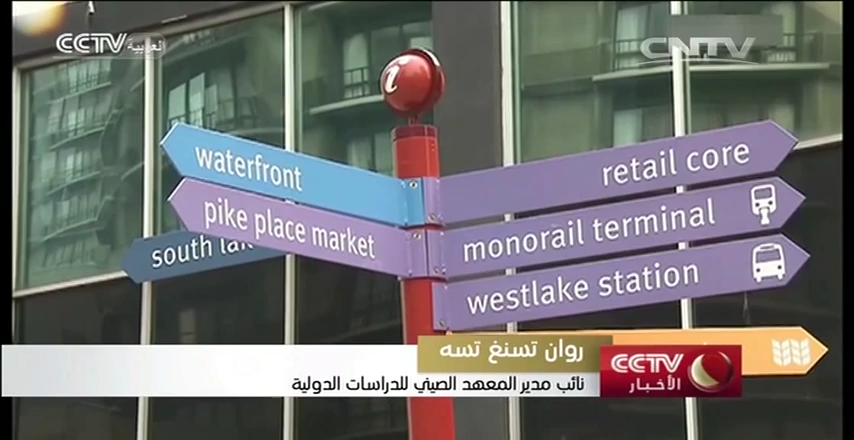 CCTV العربية
CNTV
i
waterfront
retail core
pike place market
monorail terminal
south
westlake station
روان تسنغ تسه
نائب مدير المعهد الصيني للدراسات الدولية
CCTV
الأخبار